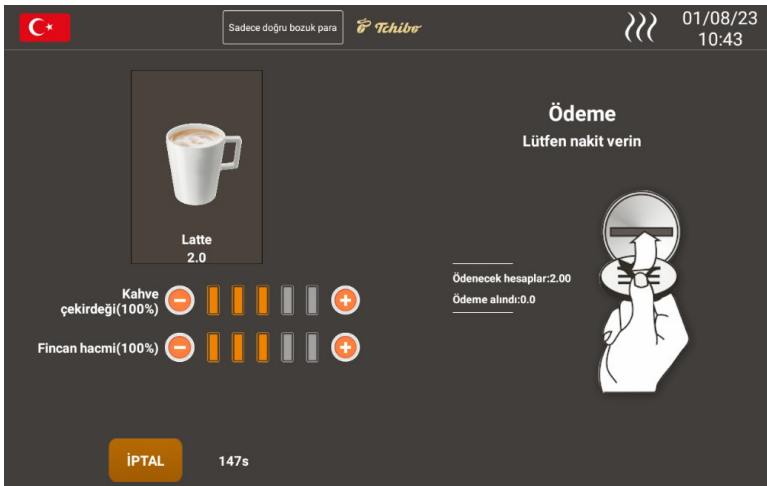 Sadece doğru bozuk para
Tchibo
01/08/23
10:43
Latte
2.0
Kahve
çekirdeği(100%)
Fincan hacmi(100%)
İPTAL
147s
Ödeme
Lütfen nakit verin
Ödenecek hesaplar:2.00
Ödeme alındı:0.0